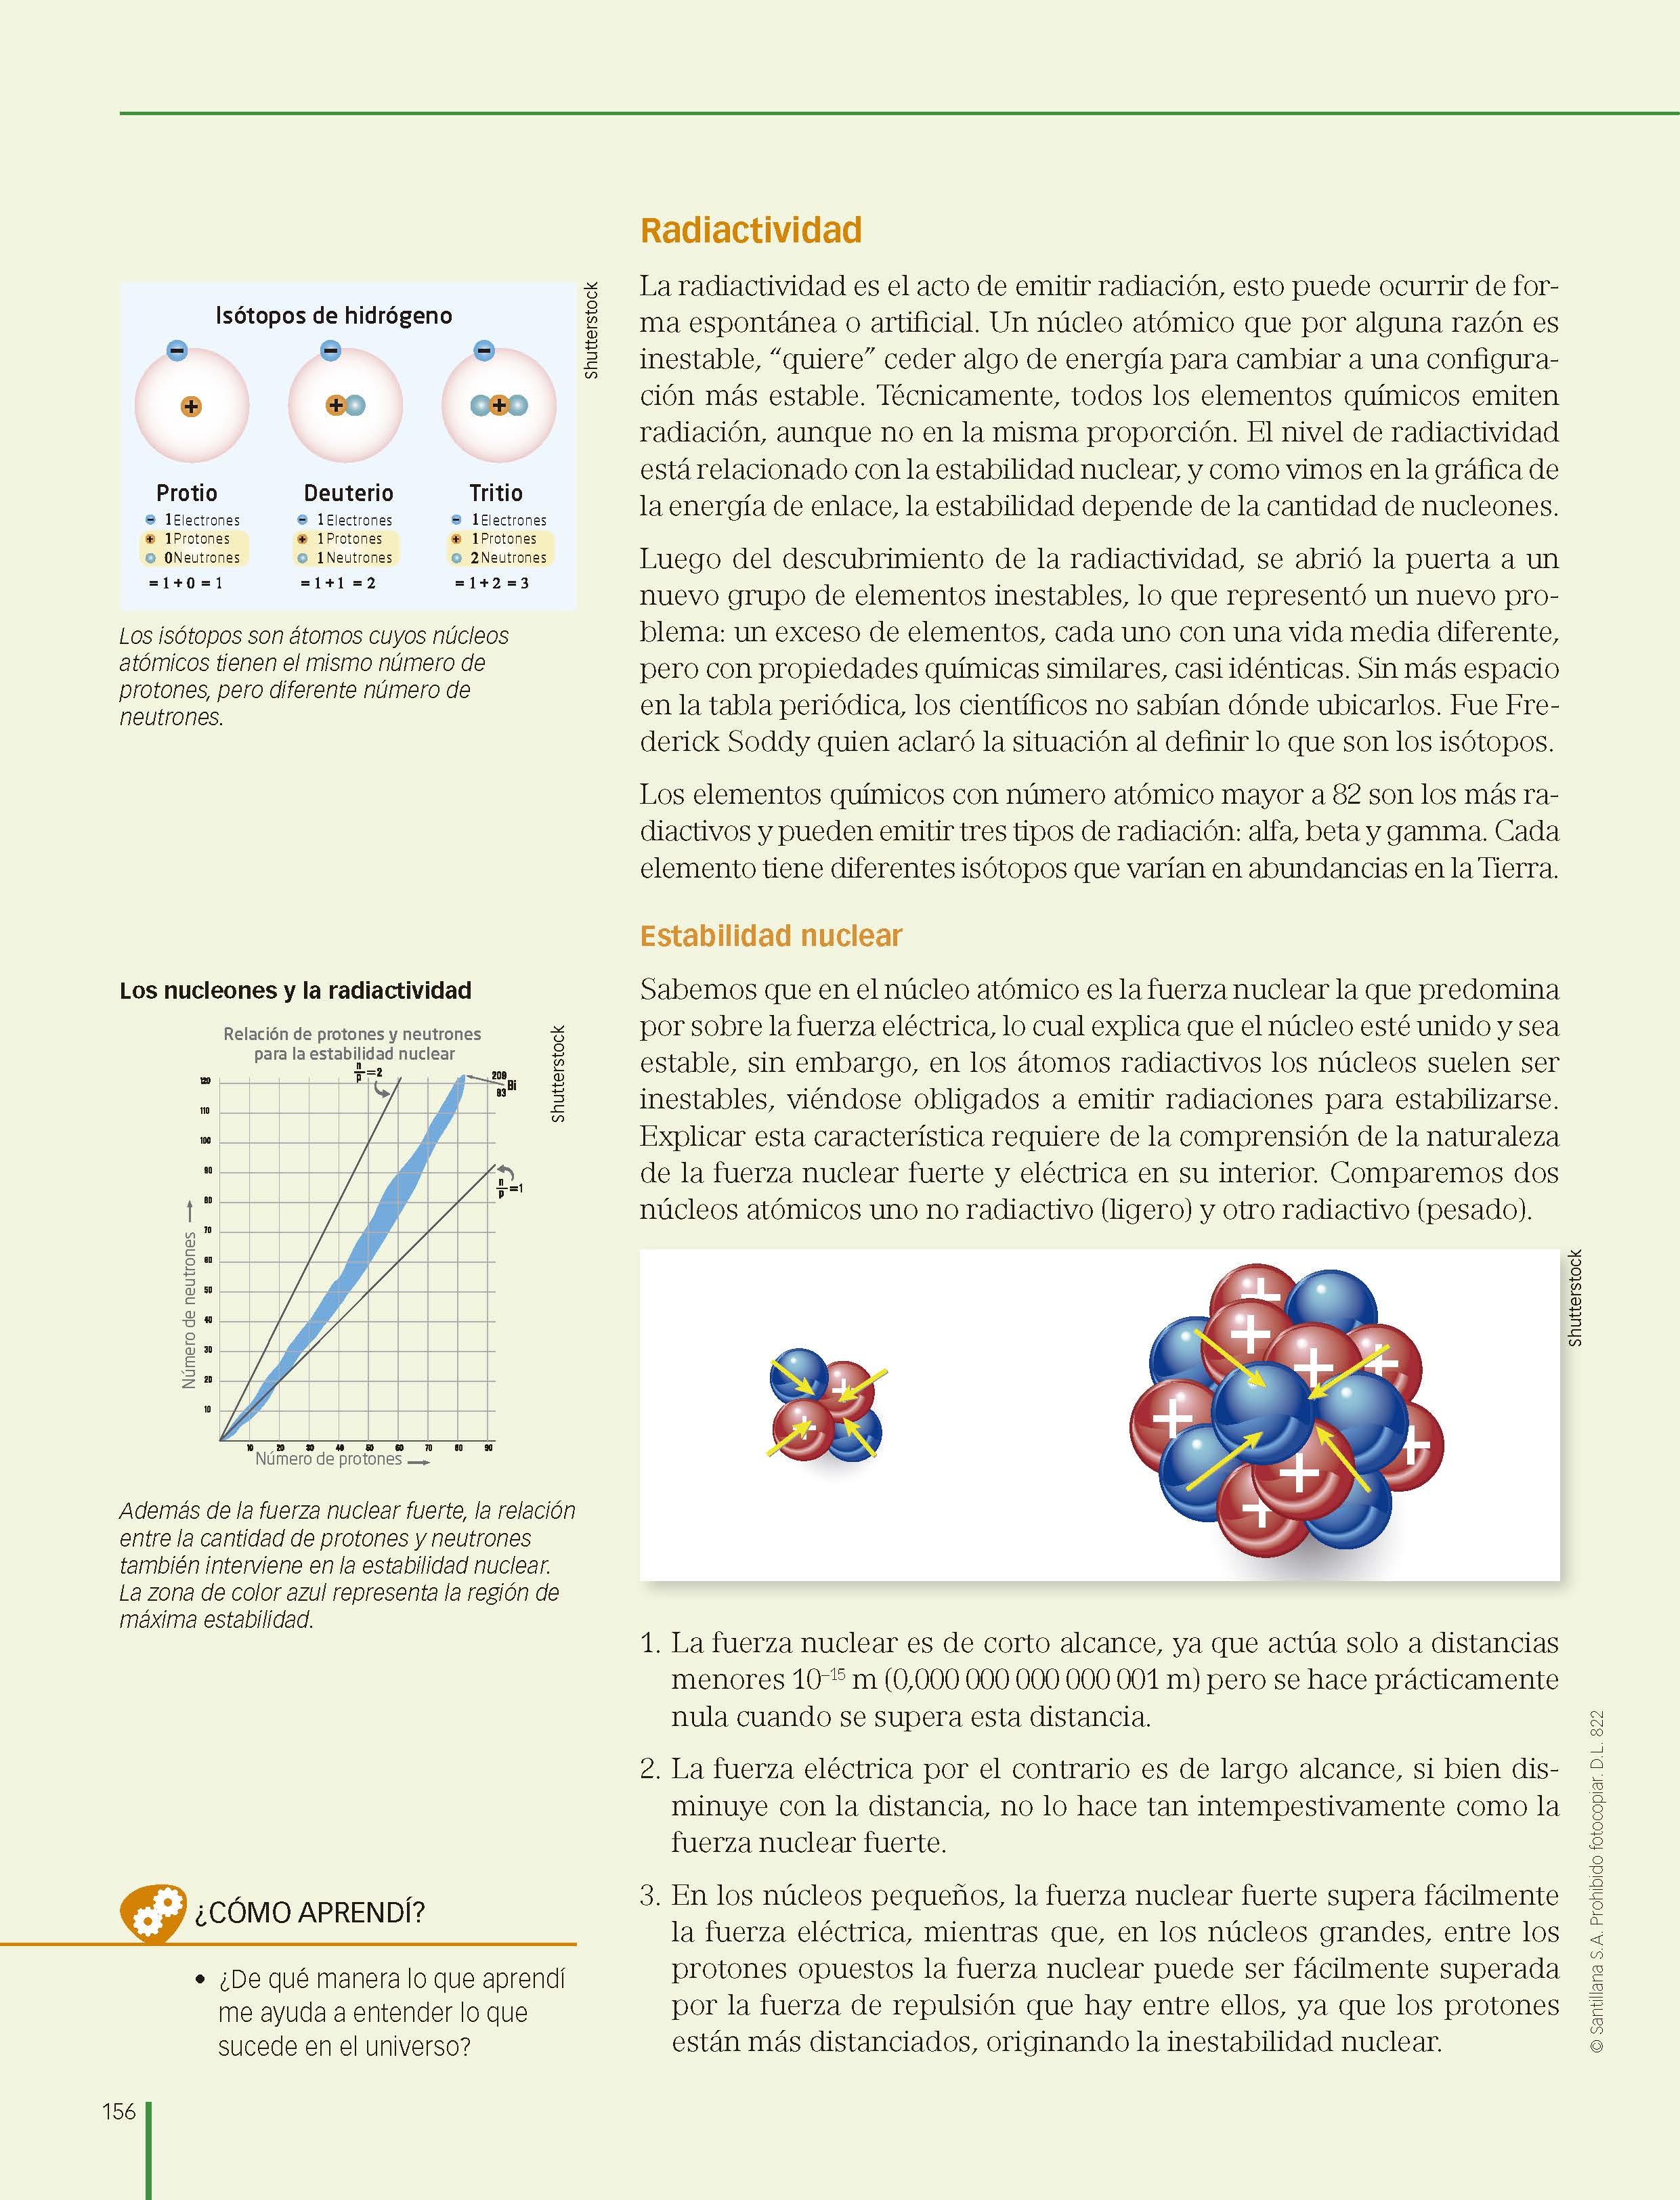 Radiactividad
La radiactividad es el acto de emitir radiación, esto puede ocurrir de for-
ma espontánea o artificial. Un núcleo atómico que por alguna razón es
inestable, “quiere” ceder algo de energía para cambiar a una configura-
ción más estable. Técnicamente, todos los elementos químicos emiten
radiación, aunque no en la misma proporción. El nivel de radiactividad
está relacionado con la estabilidad nuclear, y como vimos en la gráfica de
la energía de enlace, la estabilidad depende de la cantidad de nucleones.
Luego del descubrimiento de la radiactividad, se abrió la puerta a un
nuevo grupo de elementos inestables, lo que representó un nuevo pro-
blema: un exceso de elementos, cada uno con una vida media diferente,
pero con propiedades químicas similares, casi idénticas. Sin más espacio
en la tabla periódica, los científicos no sabían dónde ubicarlos. Fue Fre-
derick Soddy quien aclaró la situación al definir lo que son los isótopos.
Los elementos químicos con número atómico mayor a 82 son los más ra-
diactivos y pueden emitir tres tipos de radiación: alfa, beta y gamma. Cada
elemento tiene diferentes isótopos que varían en abundancias en la Tierra.
Isótopos de hidrógeno
Shutterstock
− − −
+ + +
Protio Deuterio Tritio
− 1 Electrones − 1 Electrones − 1 Electrones
+ 1 Protones + 1 Protones + 1 Protones
0 Neutrones 1 Neutrones 2 Neutrones
= 1 + 0 = 1 = 1 + 1 = 2 = 1 + 2 = 3
Los isótopos son átomos cuyos núcleos
atómicos tienen el mismo número de
protones, pero diferente número de
neutrones.
Estabilidad nuclear
Sabemos que en el núcleo atómico es la fuerza nuclear la que predomina
por sobre la fuerza eléctrica, lo cual explica que el núcleo esté unido y sea
estable, sin embargo, en los átomos radiactivos los núcleos suelen ser
inestables, viéndose obligados a emitir radiaciones para estabilizarse.
Explicar esta característica requiere de la comprensión de la naturaleza
de la fuerza nuclear fuerte y eléctrica en su interior. Comparemos dos
núcleos atómicos uno no radiactivo (ligero) y otro radiactivo (pesado).
Los nucleones y la radiactividad
Relación de protones y neutrones
para la estabilidad nuclear
Shutterstock
n/p = 2
209
83 Bi
n/p = 1
120
110
100
90
80
70
60
50
40
30
20
10
Número de neutrones →
10 20 30 40 50 60 70 80 90
Número de protones →
Además de la fuerza nuclear fuerte, la relación
entre la cantidad de protones y neutrones
también interviene en la estabilidad nuclear.
La zona de color azul representa la región de
máxima estabilidad.
Shutterstock
+ + + + + + + + + +
1. La fuerza nuclear es de corto alcance, ya que actúa solo a distancias
menores 10⁻¹⁵ m (0,000 000 000 000 001 m) pero se hace prácticamente
nula cuando se supera esta distancia.
2. La fuerza eléctrica por el contrario es de largo alcance, si bien dis-
minuye con la distancia, no lo hace tan intempestivamente como la
fuerza nuclear fuerte.
3. En los núcleos pequeños, la fuerza nuclear fuerte supera fácilmente
la fuerza eléctrica, mientras que, en los núcleos grandes, entre los
protones opuestos la fuerza nuclear puede ser fácilmente superada
por la fuerza de repulsión que hay entre ellos, ya que los protones
están más distanciados, originando la inestabilidad nuclear.
¿CÓMO APRENDÍ?
• ¿De qué manera lo que aprendí
me ayuda a entender lo que
sucede en el universo?
© Santillana S.A. Prohibido fotocopiar. D.L. 822
156